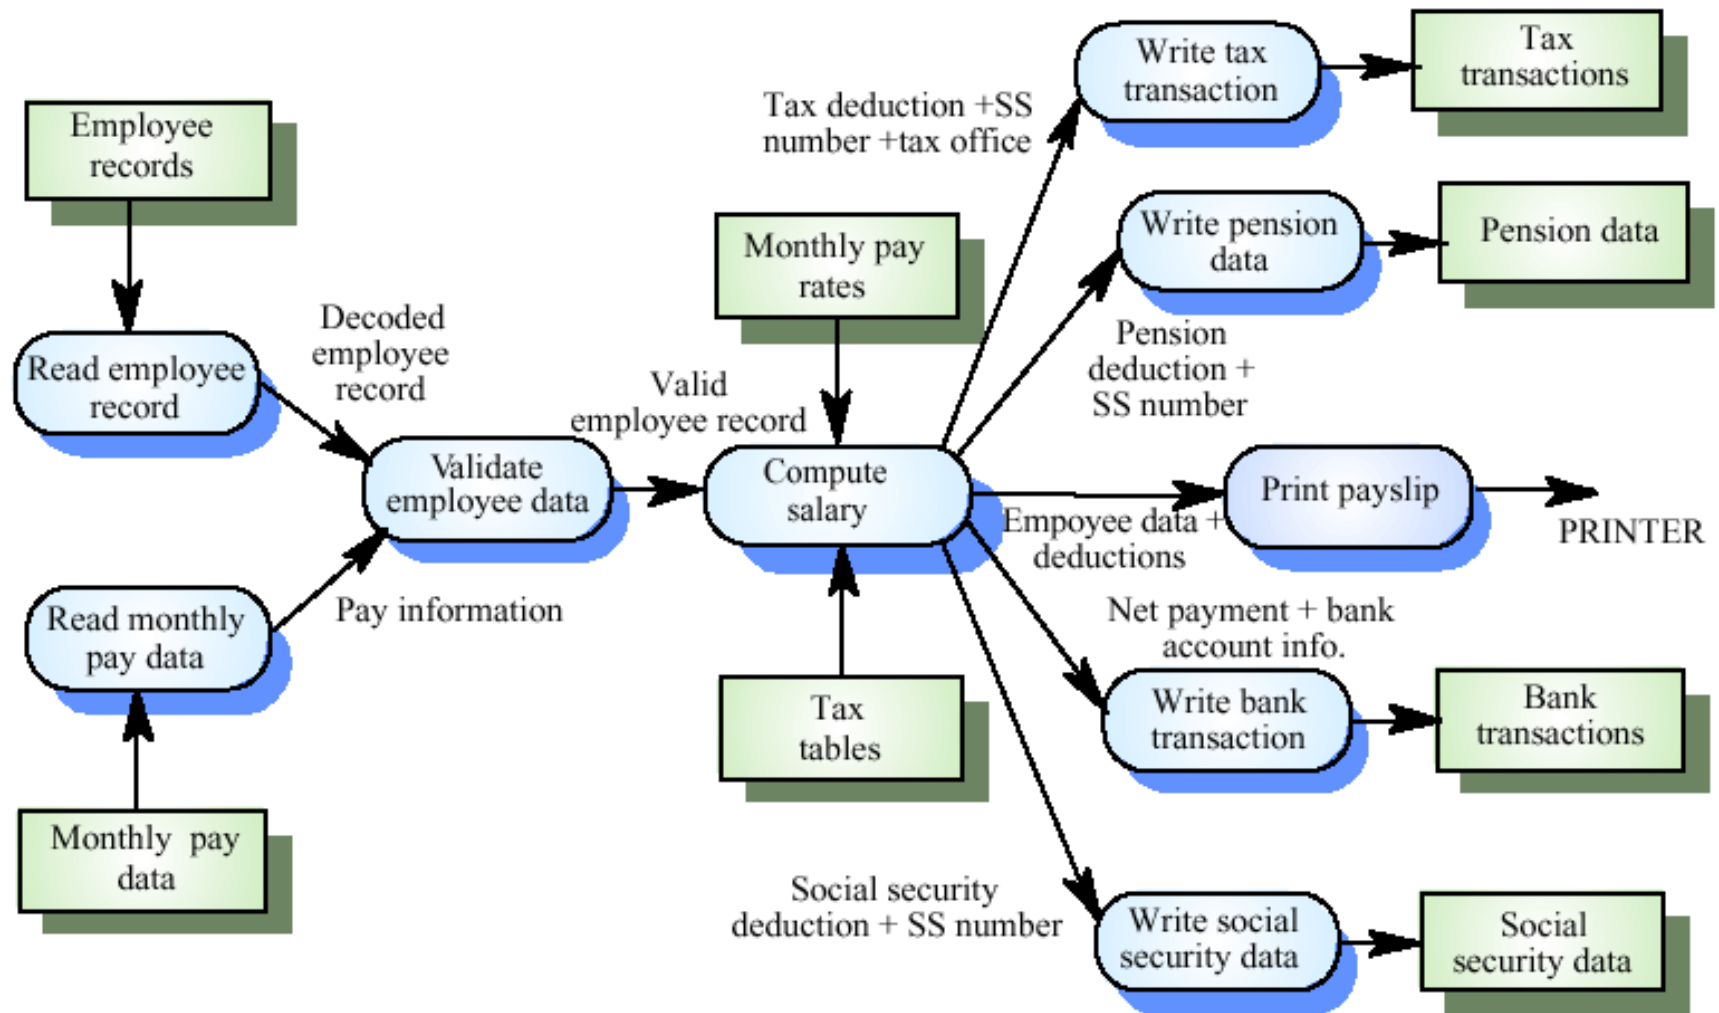 Employee
records
Read employee
record
Decoded
employee
record
Validate
employee data
Read monthly
pay data
Pay information
Monthly pay
data
Valid
employee record
Monthly pay
rates
Compute
salary
Tax
tables
Tax deduction +SS
number +tax office
Write tax
transaction
Tax
transactions
Write pension
data
Pension data
Pension
deduction +
SS number
Empoyee data +
deductions
Print payslip
PRINTER
Net payment + bank
account info.
Write bank
transaction
Bank
transactions
Social security
deduction + SS number
Write social
security data
Social
security data